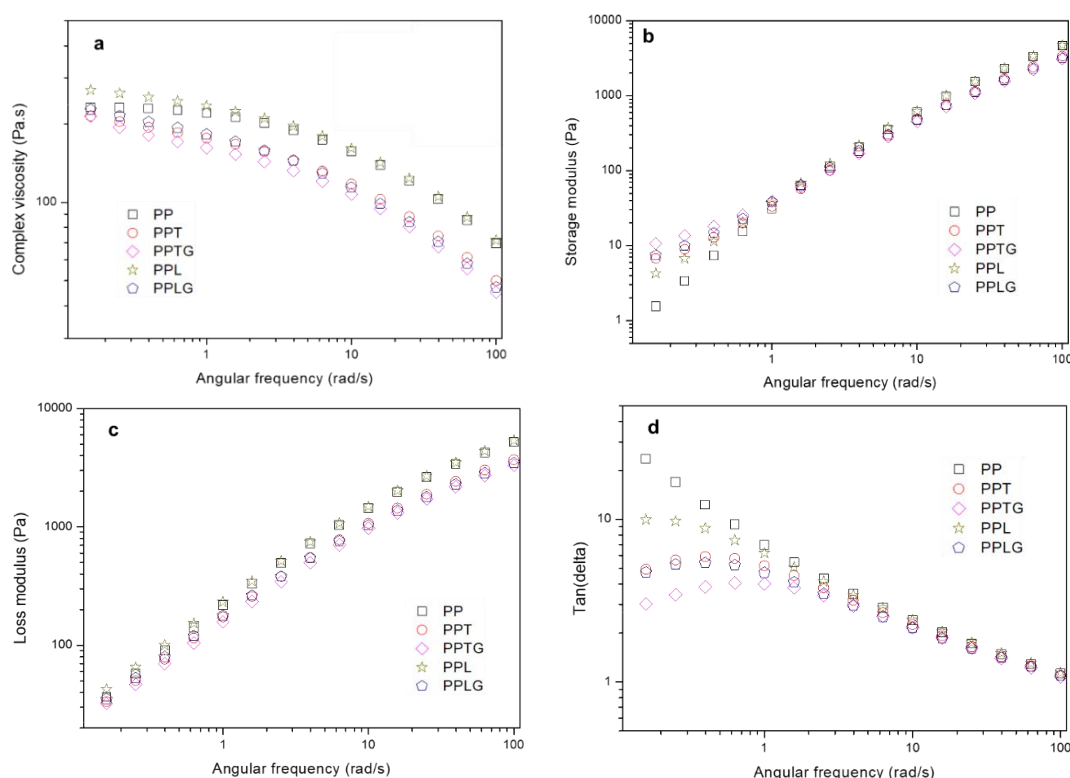 a
Complex viscosity (Pa.s)
100
PP
PPT
PPTG
PPL
PPLG
1
10
100
Angular frequency (rad/s)
b
Storage modulus (Pa)
10000
1000
100
10
1
PP
PPT
PPTG
PPL
PPLG
1
10
100
Angular frequency (rad/s)
c
Loss modulus (Pa)
10000
1000
100
PP
PPT
PPTG
PPL
PPLG
1
10
100
Angular frequency (rad/s)
d
Tan(delta)
10
1
PP
PPT
PPTG
PPL
PPLG
1
10
100
Angular frequency (rad/s)